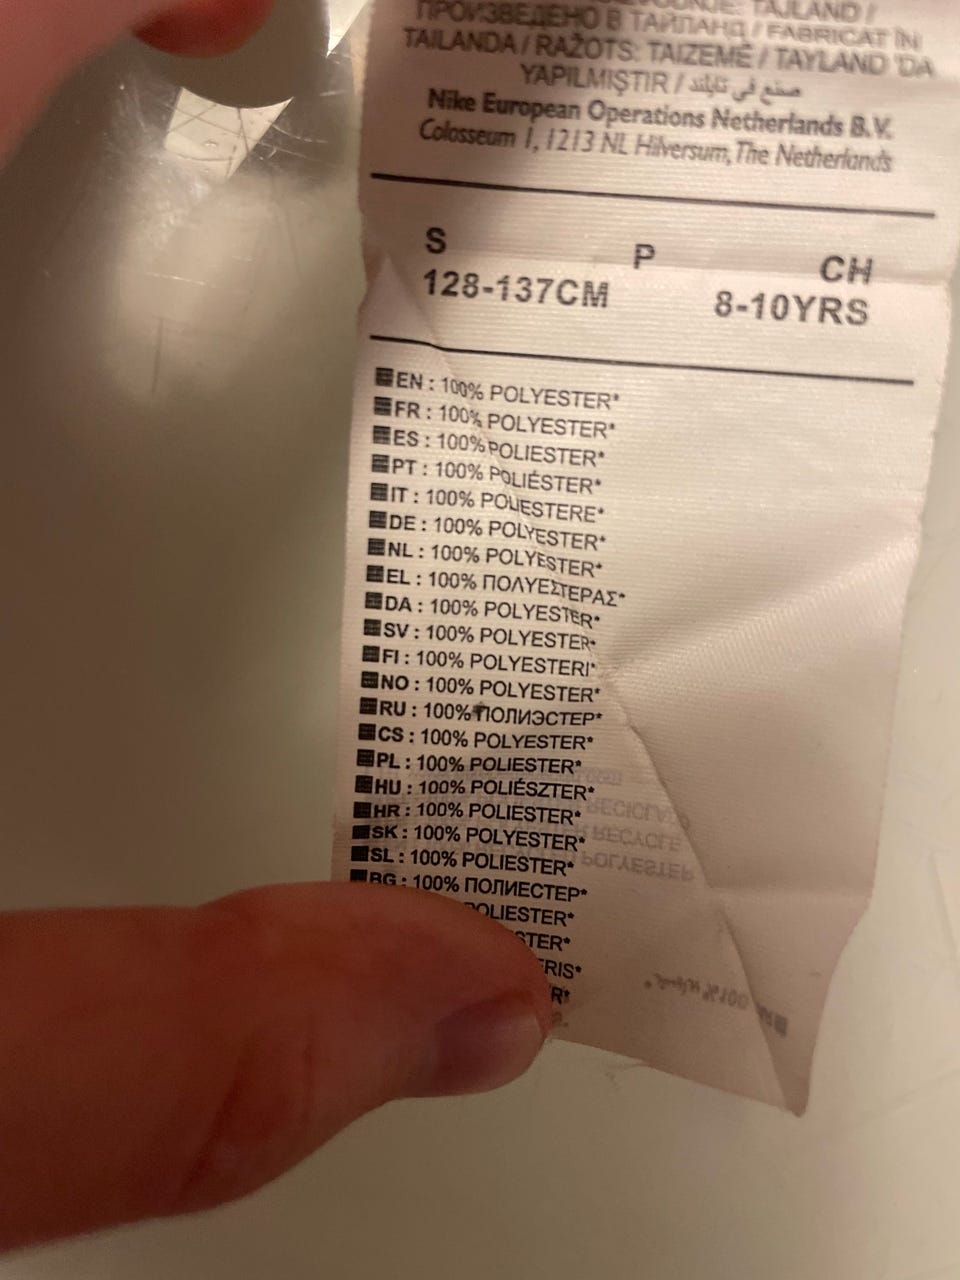 TAJLAND /
ПРОИЗВЕДЕНО В ТАЙЛАНД / FABRICAT ÎN
TAILANDA / RAŽOTS: TAIZEMĒ / TAYLAND 'DA
YAPILMIŞTIR / صنع في تايلند
Nike European Operations Netherlands B.V.
Colosseum 1, 1213 NL Hilversum, The Netherlands
S P CH
128-137CM 8-10YRS
EN : 100% POLYESTER*
FR : 100% POLYESTER*
ES : 100% POLIESTER*
PT : 100% POLIÉSTER*
IT : 100% POLIESTERE*
DE : 100% POLYESTER*
NL : 100% POLYESTER*
EL : 100% ΠΟΛΥΕΣΤΕΡΑΣ*
DA : 100% POLYESTER*
SV : 100% POLYESTER*
FI : 100% POLYESTERI*
NO : 100% POLYESTER*
RU : 100% ПОЛИЭСТЕР*
CS : 100% POLYESTER*
PL : 100% POLIESTER*
HU : 100% POLIÉSZTER*
HR : 100% POLIESTER*
SK : 100% POLYESTER*
SL : 100% POLIESTER*
BG : 100% ПОЛИЕСТЕР*
OLIESTER*
STER*
RIS*
R*